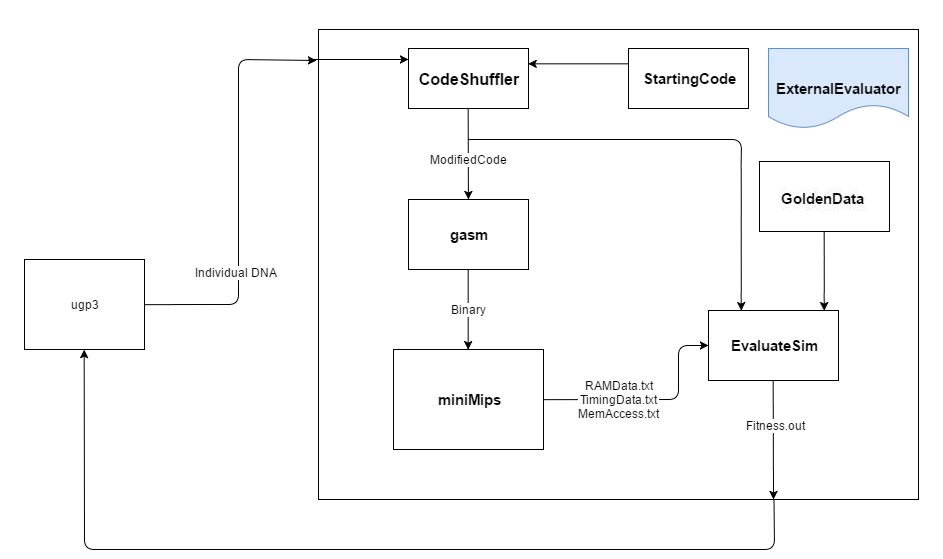 CodeShuffler
StartingCode
ExternalEvaluator
ModifiedCode
GoldenData
gasm
Individual DNA
ugp3
Binary
EvaluateSim
miniMips
RAMData.txt
TimingData.txt
MemAccess.txt
Fitness.out